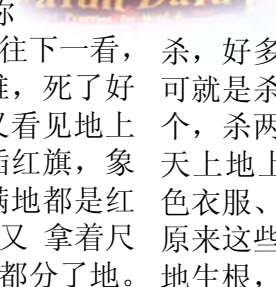 你
往下一看，
，死了好
又看见地上
插红旗，象
满地都是红
又 拿着尺
都分了地。
杀，好多
可就是杀
个，杀两
天上地上
色衣服、
原来这些
地生根，